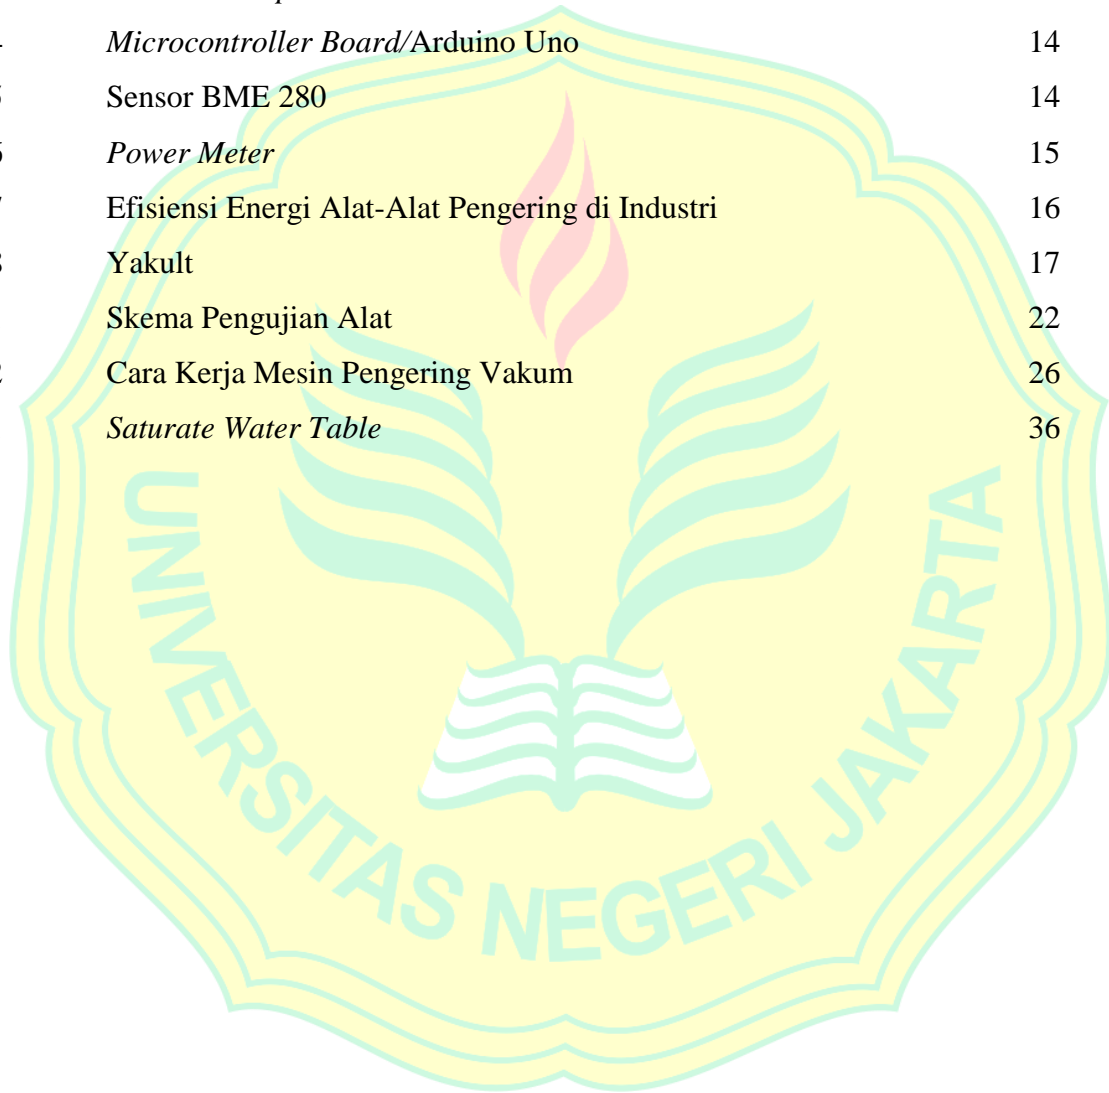 Microcontroller Board/Arduino Uno 14
Sensor BME 280 14
Power Meter 15
Efisiensi Energi Alat-Alat Pengering di Industri 16
Yakult 17
Skema Pengujian Alat 22
Cara Kerja Mesin Pengering Vakum 26
Saturate Water Table 36
UNIVERSITAS NEGERI JAKARTA